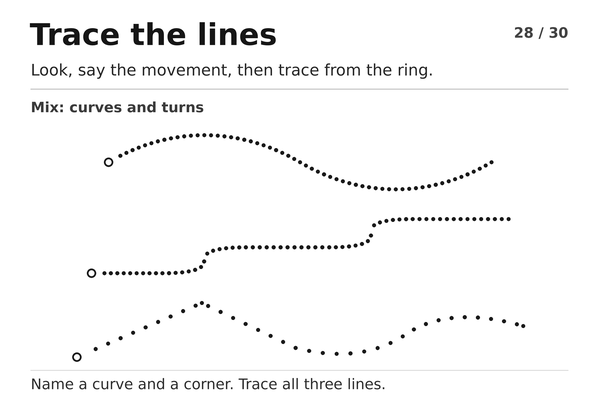 Trace the lines
28 / 30
Look, say the movement, then trace from the ring.
Mix: curves and turns
Name a curve and a corner. Trace all three lines.